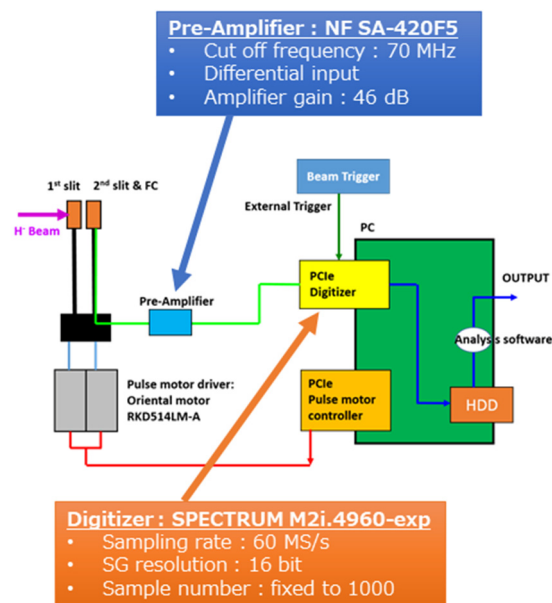 Pre-Amplifier : NF SA-420F5
• Cut off frequency : 70 MHz
• Differential input
• Amplifier gain : 46 dB
1st slit
2nd slit & FC
H- Beam
Beam Trigger
External Trigger
PC
PCIe
Digitizer
OUTPUT
Pre-Amplifier
Analysis software
Pulse motor driver:
Oriental motor
RKD514LM-A
PCIe
Pulse motor
controller
HDD
Digitizer : SPECTRUM M2i.4960-exp
• Sampling rate : 60 MS/s
• SG resolution : 16 bit
• Sample number : fixed to 1000